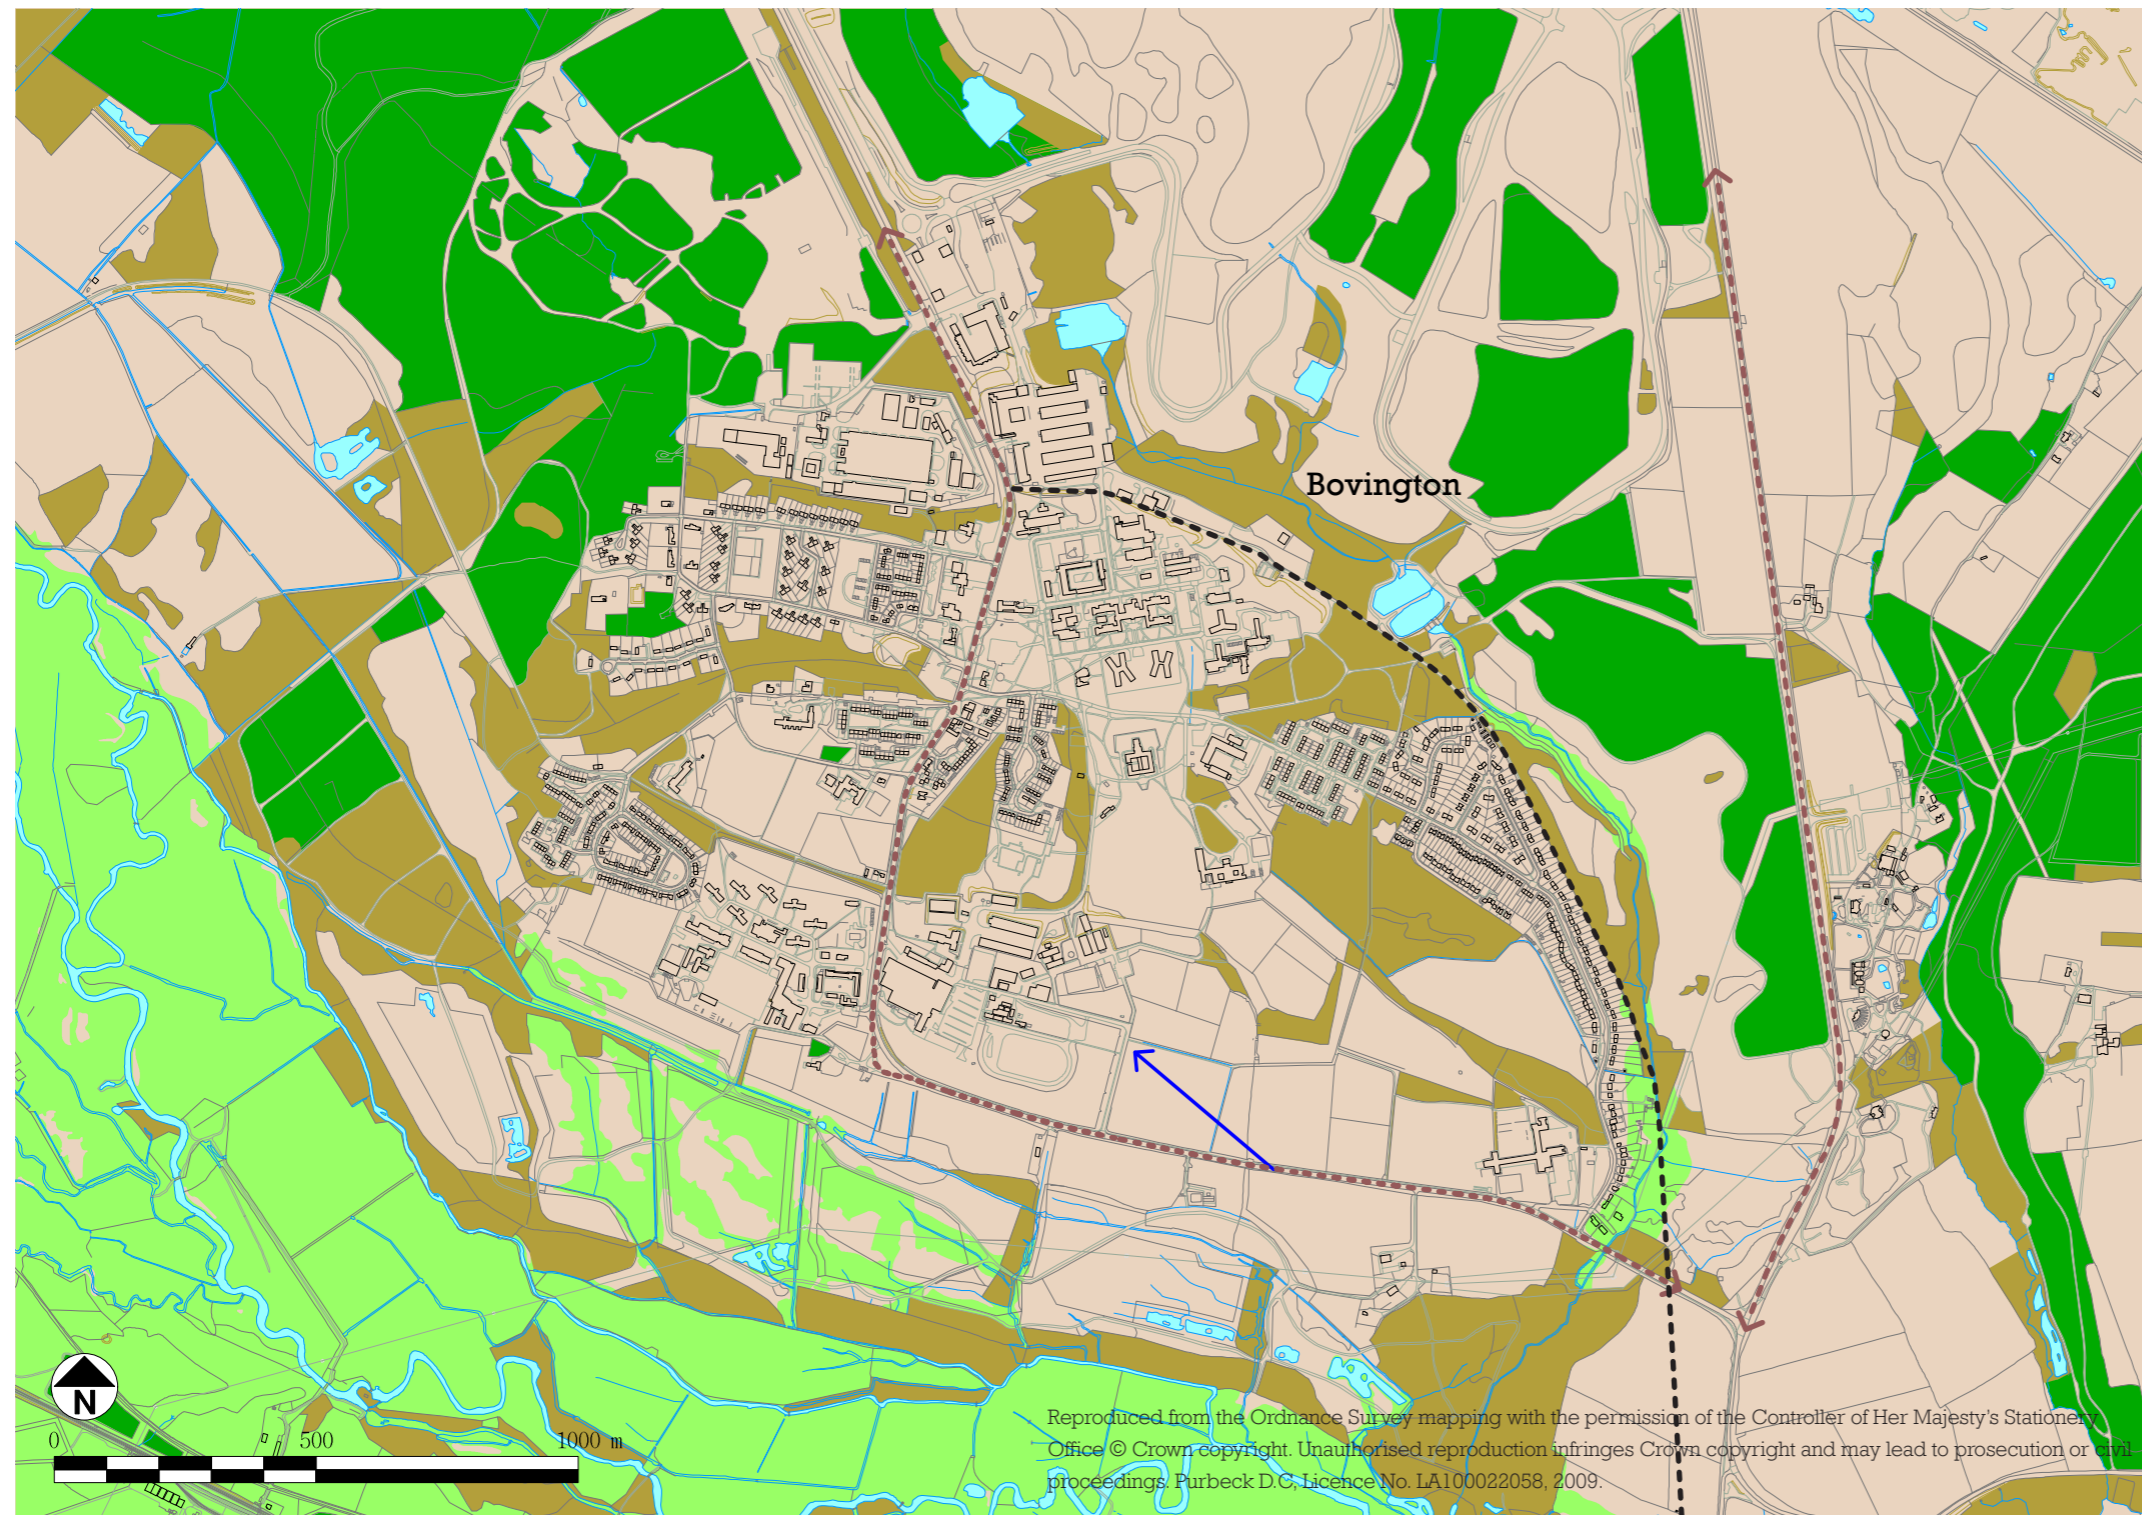 Bovington
N
0 500 1000 m
Reproduced from the Ordnance Survey mapping with the permission of the Controller of Her Majesty's Stationery
Office © Crown copyright. Unauthorised reproduction infringes Crown copyright and may lead to prosecution or civil
proceedings. Purbeck D.C, Licence No. LA100022058, 2009.